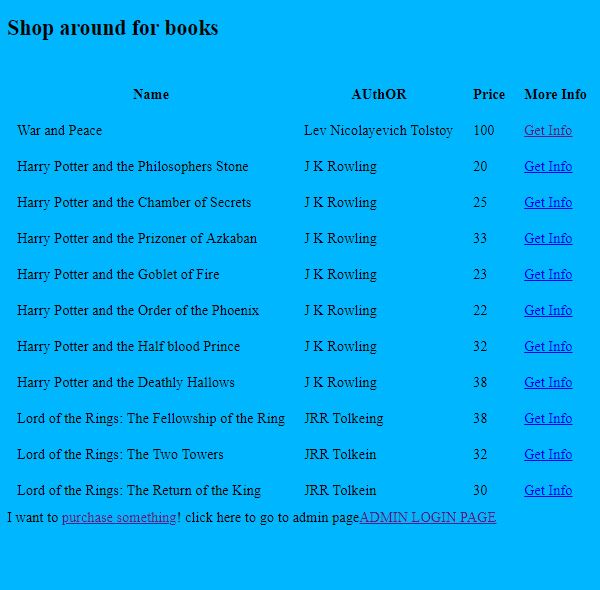 Shop around for books
Name AUthOR Price More Info
War and Peace Lev Nicolayevich Tolstoy 100 Get Info
Harry Potter and the Philosophers Stone J K Rowling 20 Get Info
Harry Potter and the Chamber of Secrets J K Rowling 25 Get Info
Harry Potter and the Prizoner of Azkaban J K Rowling 33 Get Info
Harry Potter and the Goblet of Fire J K Rowling 23 Get Info
Harry Potter and the Order of the Phoenix J K Rowling 22 Get Info
Harry Potter and the Half blood Prince J K Rowling 32 Get Info
Harry Potter and the Deathly Hallows J K Rowling 38 Get Info
Lord of the Rings: The Fellowship of the Ring JRR Tolkeing 38 Get Info
Lord of the Rings: The Two Towers JRR Tolkein 32 Get Info
Lord of the Rings: The Return of the King JRR Tolkein 30 Get Info
I want to purchase something! click here to go to admin pageADMIN LOGIN PAGE